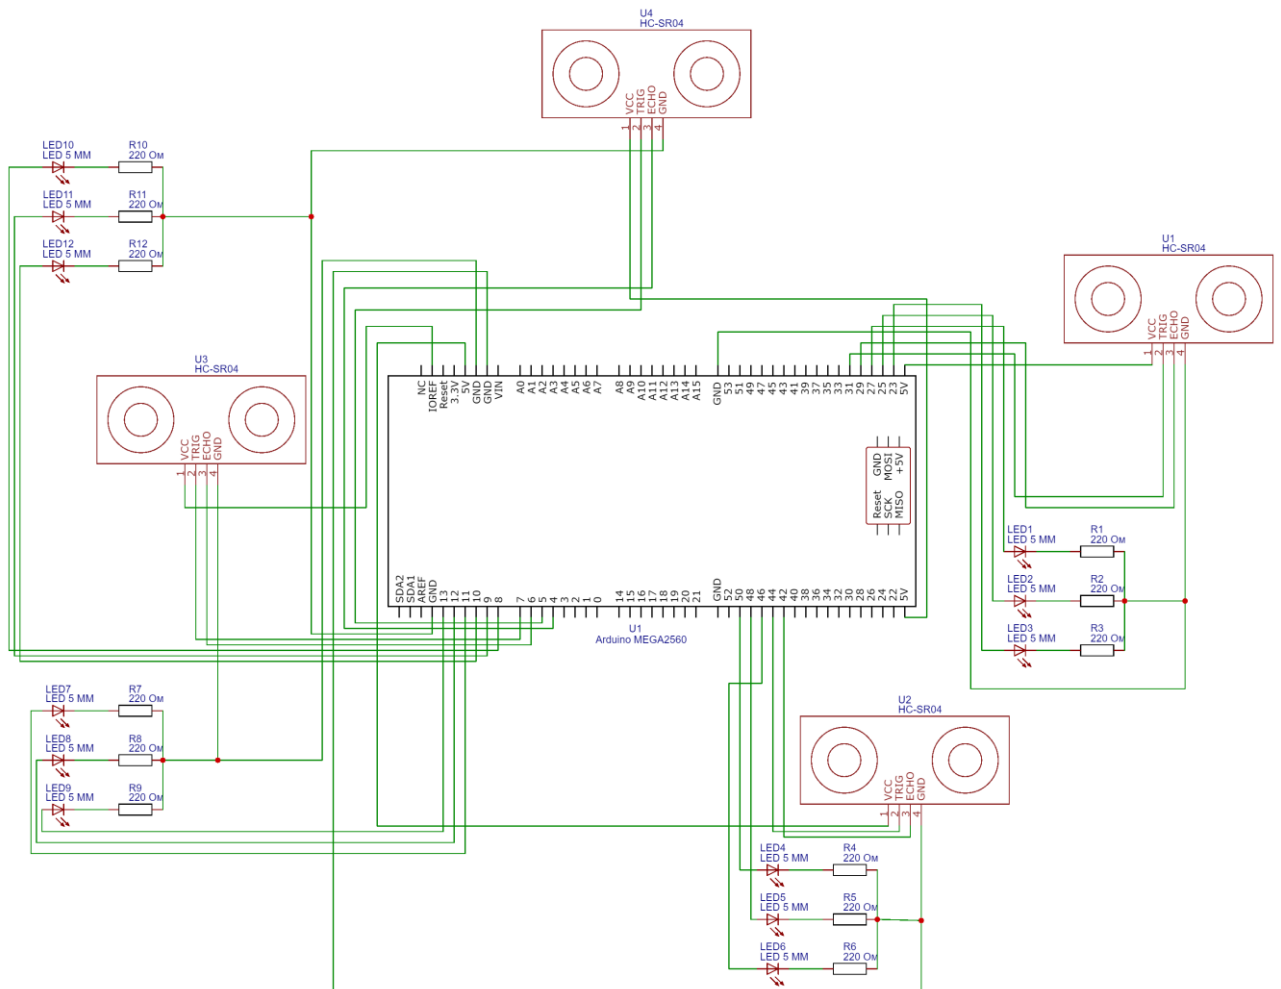 U4
HC-SR04
VCC
TRIG
ECHO
GND
1
2
3
4
LED10
LED 5 MM
R10
220 Ом
LED11
LED 5 MM
R11
220 Ом
LED12
LED 5 MM
R12
220 Ом
U1
HC-SR04
VCC
TRIG
ECHO
GND
1
2
3
4
U3
HC-SR04
VCC
TRIG
ECHO
GND
1
2
3
4
NC
IOREF
Reset
3.3V
5V
GND
GND
VIN
A0
A1
A2
A3
A4
A5
A6
A7
A8
A9
A10
A11
A12
A13
A14
A15
GND
53
51
49
47
45
43
41
39
37
35
33
31
29
27
25
23
5V
GND
MOSI
+5V
Reset
SCK
MISO
SDA2
SDA1
AREF
GND
13
12
11
10
9
8
7
6
5
4
3
2
1
0
14
15
16
17
18
19
20
21
GND
52
50
48
46
44
42
40
38
36
34
32
30
28
26
24
22
5V
U1
Arduino MEGA2560
LED1
LED 5 MM
R1
220 Ом
LED2
LED 5 MM
R2
220 Ом
LED3
LED 5 MM
R3
220 Ом
LED7
LED 5 MM
R7
220 Ом
LED8
LED 5 MM
R8
220 Ом
LED9
LED 5 MM
R9
220 Ом
U2
HC-SR04
VCC
TRIG
ECHO
GND
1
2
3
4
LED4
LED 5 MM
R4
220 Ом
LED5
LED 5 MM
R5
220 Ом
LED6
LED 5 MM
R6
220 Ом